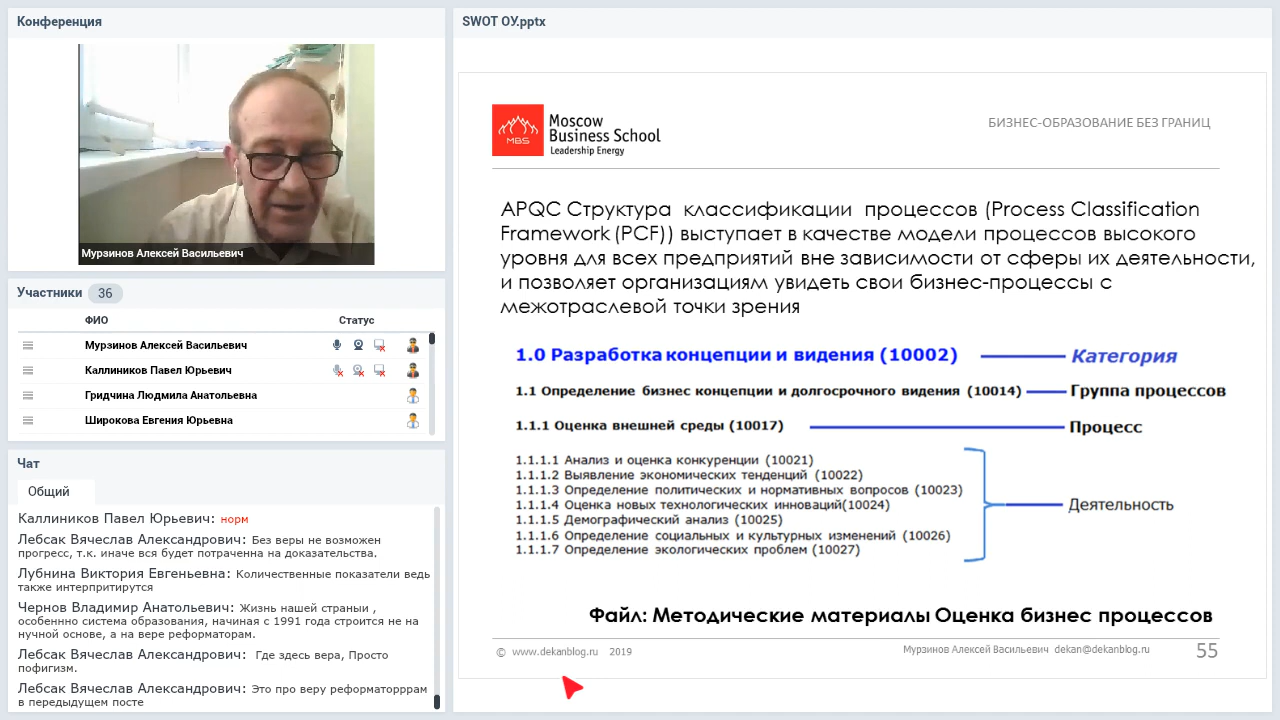 Конференция
Мурзинов Алексей Васильевич
Участники 36
ФИО Статус
Мурзинов Алексей Васильевич
Каллиников Павел Юрьевич
Гридчина Людмила Анатольевна
Широкова Евгения Юрьевна
Чат
Общий
Каллиников Павел Юрьевич: норм
Лебсак Вячеслав Александрович: Без веры не возможен
прогресс, т.к. иначе вся будет потраченна на доказательства.
Лубнина Виктория Евгеньевна: Количественные показатели ведь
также интерпритирутся
Чернов Владимир Анатольевич: Жизнь нашей страныи ,
особеннно система образования, начиная с 1991 года строится не на
нучной основе, а на вере реформаторам.
Лебсак Вячеслав Александрович: Где здесь вера, Просто
пофигизм.
Лебсак Вячеслав Александрович: Это про веру реформаторррам
в передыдущем посте
SWOT ОУ.pptx
MBS
Moscow
Business School
Leadership Energy
БИЗНЕС-ОБРАЗОВАНИЕ БЕЗ ГРАНИЦ
APQC Структура классификации процессов (Process Classification
Framework (PCF)) выступает в качестве модели процессов высокого
уровня для всех предприятий вне зависимости от сферы их деятельности,
и позволяет организациям увидеть свои бизнес-процессы с
межотраслевой точки зрения
1.0 Разработка концепции и видения (10002) Категория
1.1 Определение бизнес концепции и долгосрочного видения (10014) Группа процессов
1.1.1 Оценка внешней среды (10017) Процесс
1.1.1.1 Анализ и оценка конкуренции (10021)
1.1.1.2 Выявление экономических тенденций (10022)
1.1.1.3 Определение политических и нормативных вопросов (10023)
1.1.1.4 Оценка новых технологических инноваций(10024) Деятельность
1.1.1.5 Демографический анализ (10025)
1.1.1.6 Определение социальных и культурных изменений (10026)
1.1.1.7 Определение экологических проблем (10027)
Файл: Методические материалы Оценка бизнес процессов
© www.dekanblog.ru 2019 Мурзинов Алексей Васильевич dekan@dekanblog.ru 55